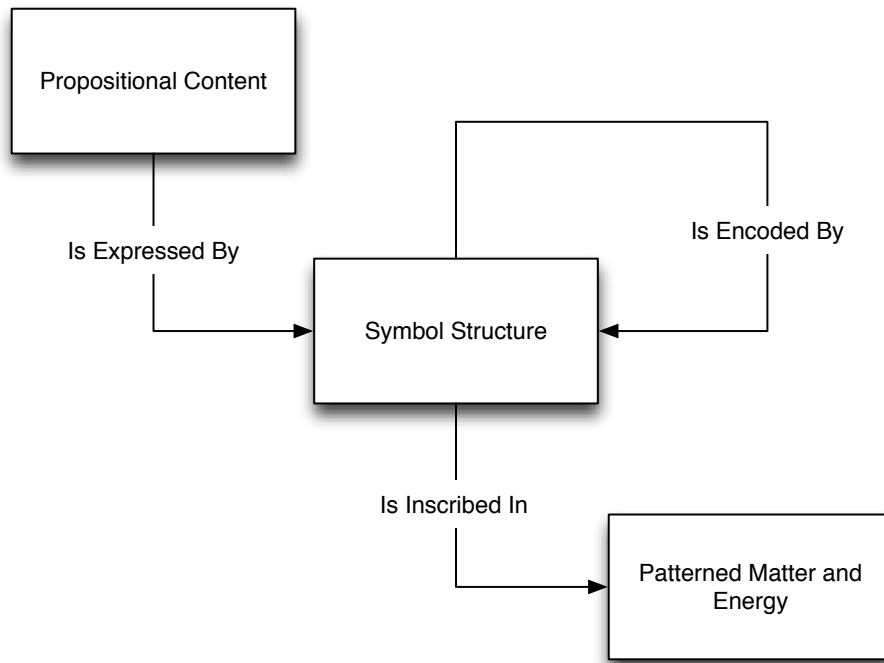 Propositional Content
Is Expressed By
Is Encoded By
Symbol Structure
Is Inscribed In
Patterned Matter and
Energy